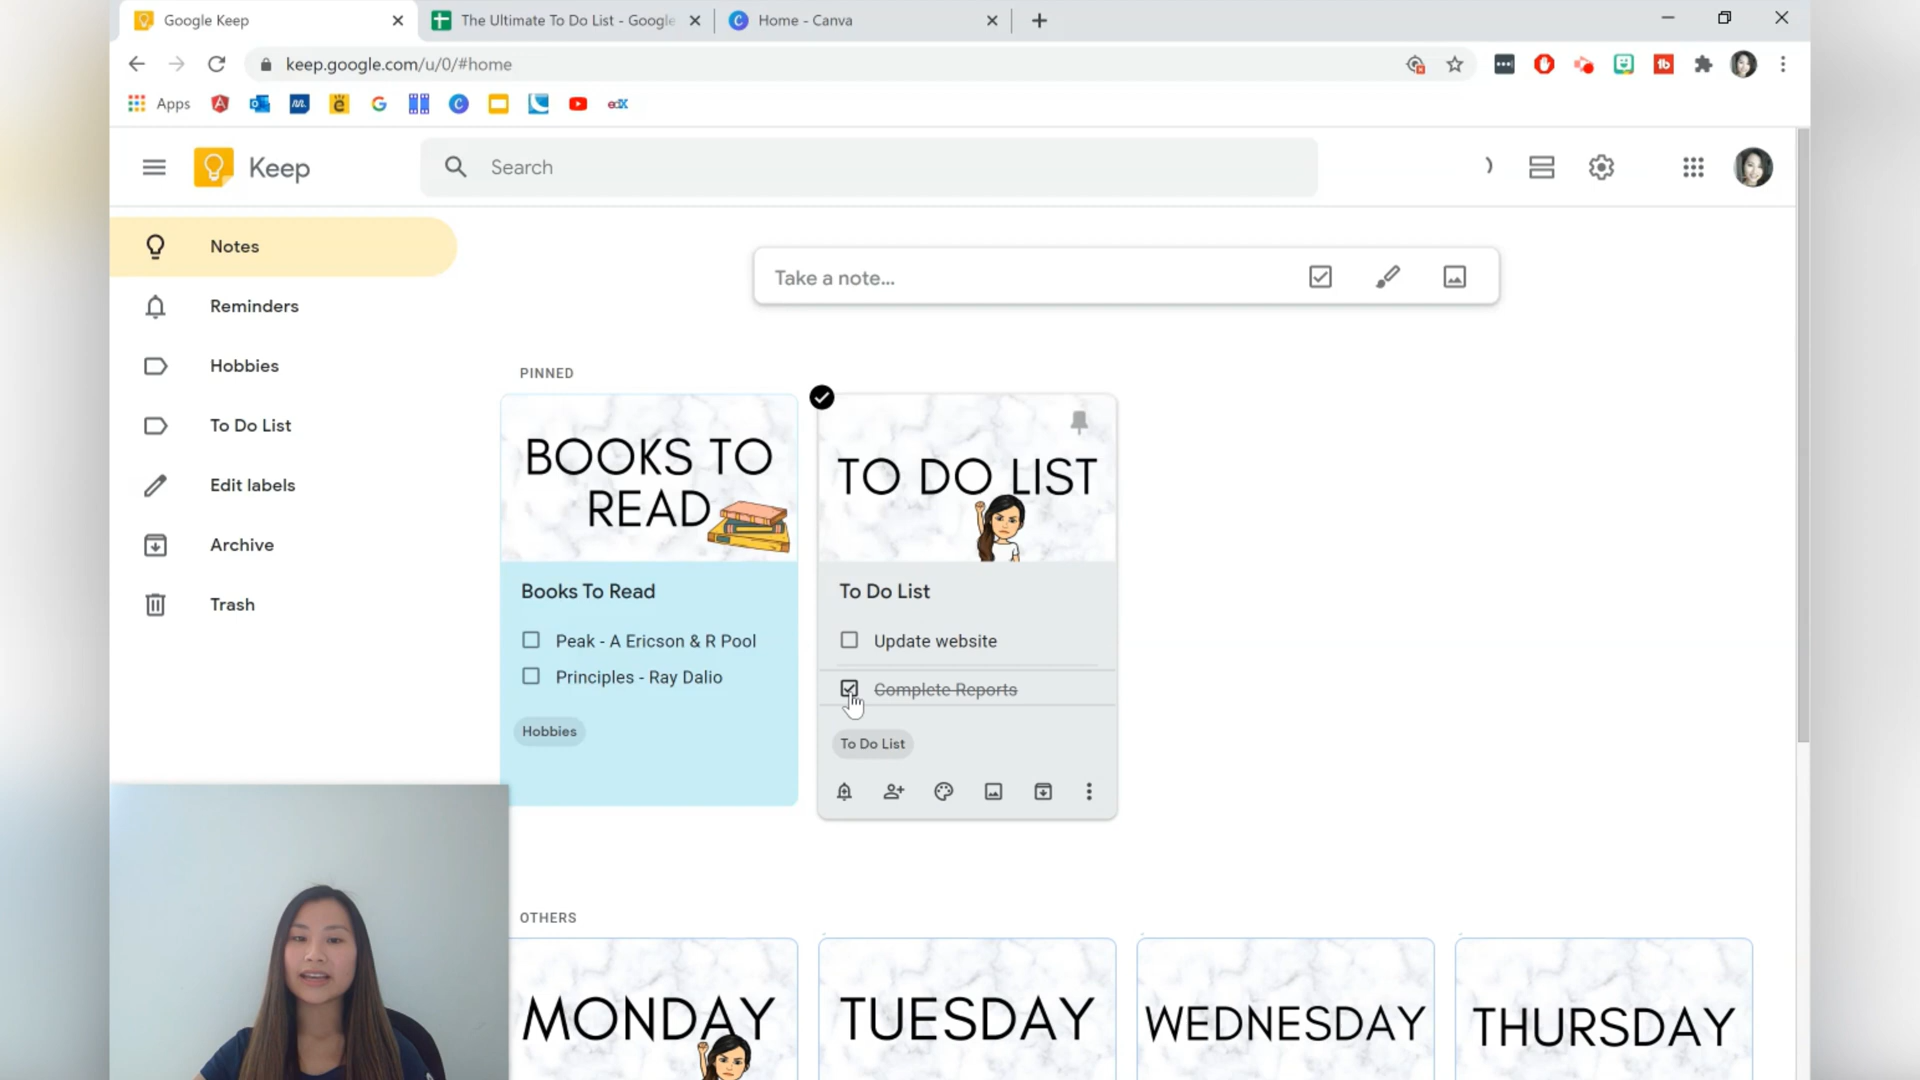 Google Keep
The Ultimate To Do List - Google
Home - Canva
keep.google.com/u/0/#home
Apps
edX
Keep
Search
Notes
Reminders
Hobbies
To Do List
Edit labels
Archive
Trash
Take a note...
PINNED
BOOKS TO
READ
Books To Read
Peak - A Ericson & R Pool
Principles - Ray Dalio
Hobbies
TO DO LIST
To Do List
Update website
Complete Reports
To Do List
OTHERS
MONDAY
TUESDAY
WEDNESDAY
THURSDAY